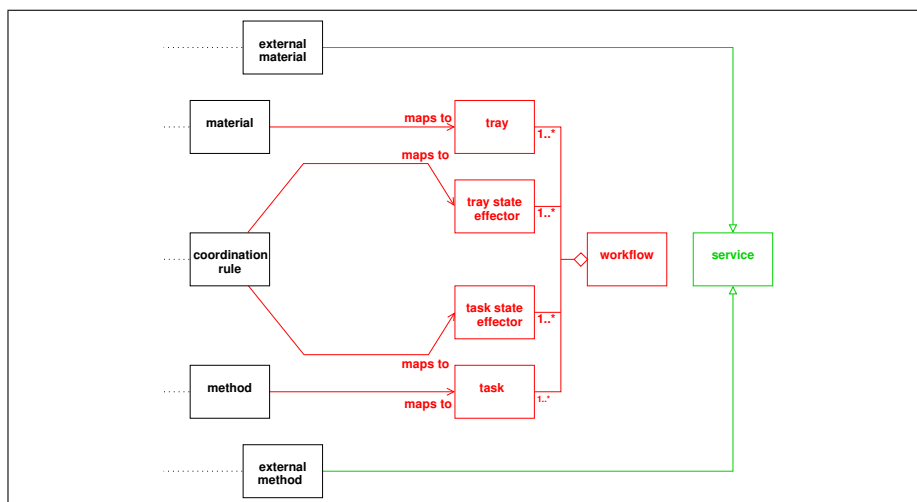 external
material
material
maps to
tray
1..*
maps to
tray state
effector
1..*
coordination
rule
workflow
service
task state
effector
1..*
maps to
method
maps to
task
1..*
external
method